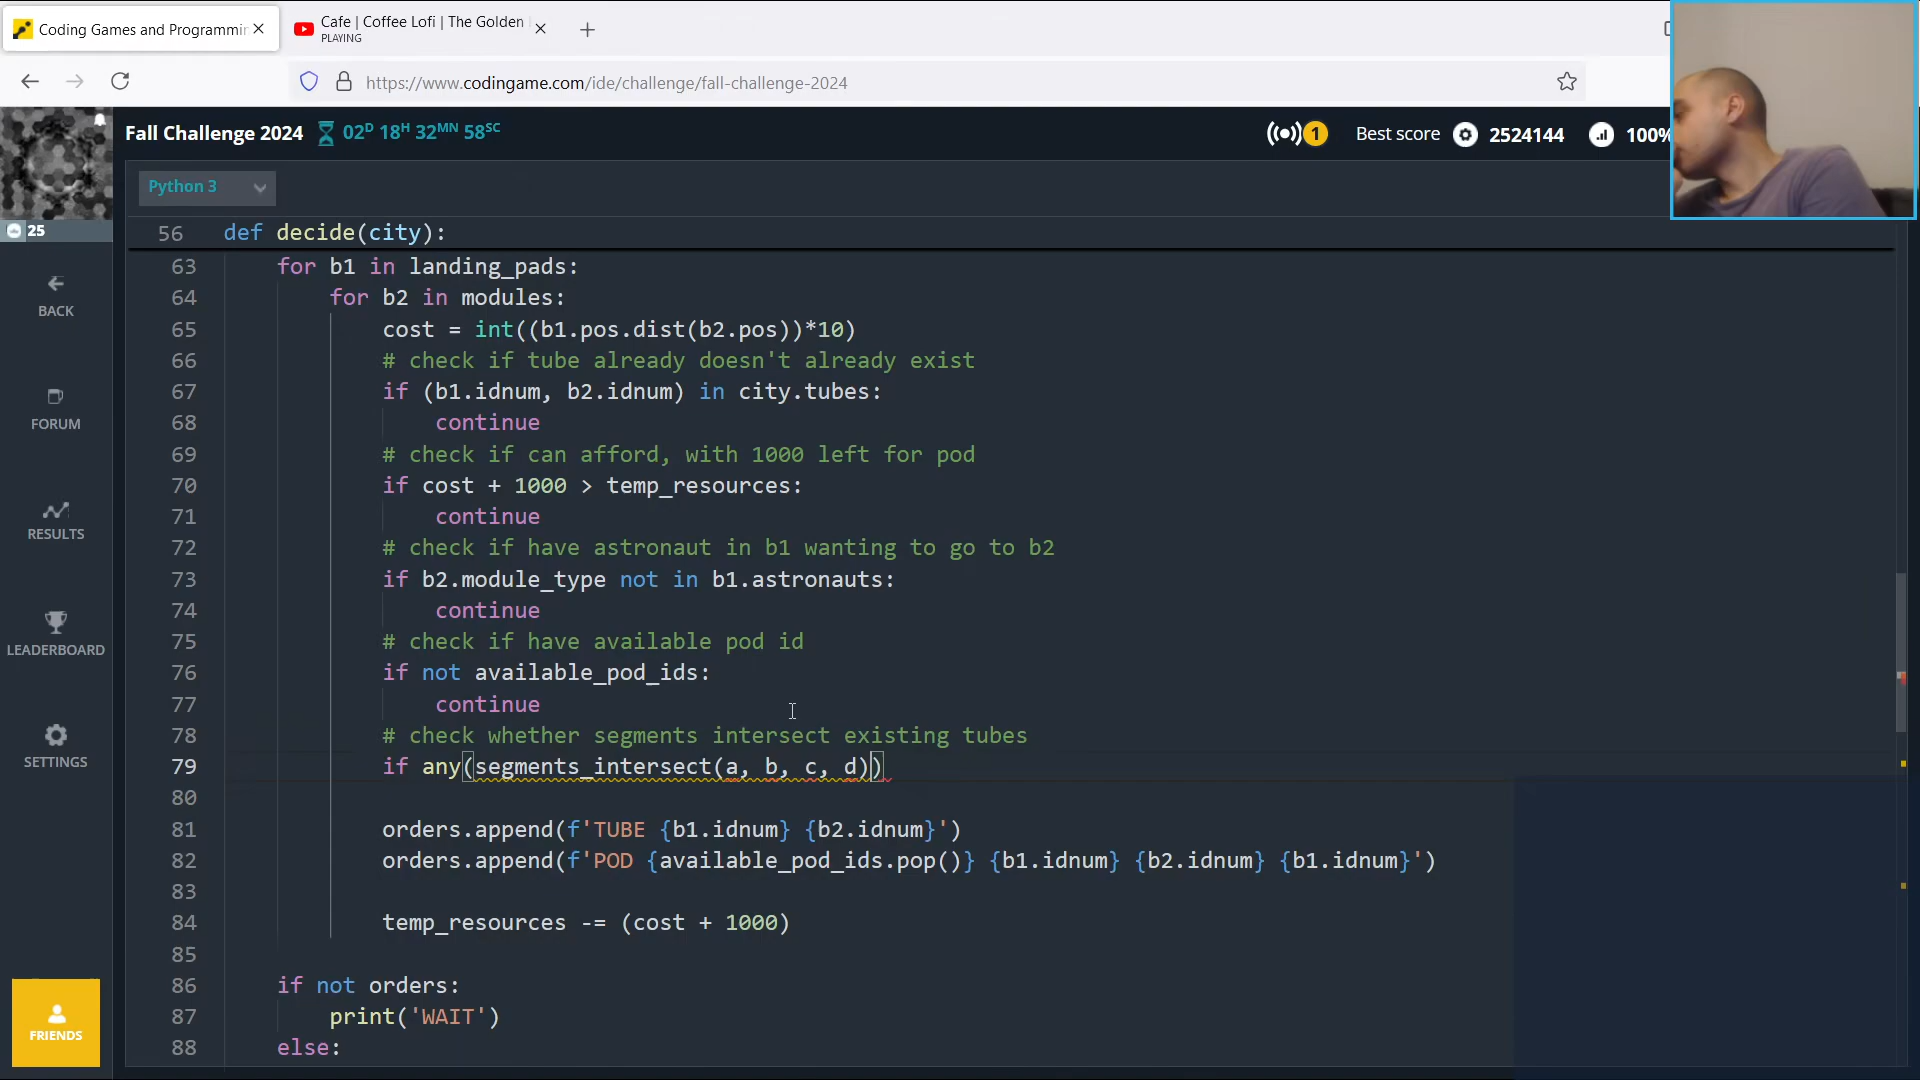 Coding Games and Programmin
Cafe | Coffee Lofi | The Golden
PLAYING
https://www.codingame.com/ide/challenge/fall-challenge-2024
Fall Challenge 2024
02D 18H 32MN 58SC
1
Best score
2524144
100%
Python 3
25
BACK
FORUM
RESULTS
LEADERBOARD
SETTINGS
FRIENDS
56 def decide(city):
63 for b1 in landing_pads:
64 for b2 in modules:
65 cost = int((b1.pos.dist(b2.pos))*10)
66 # check if tube already doesn't already exist
67 if (b1.idnum, b2.idnum) in city.tubes:
68 continue
69 # check if can afford, with 1000 left for pod
70 if cost + 1000 > temp_resources:
71 continue
72 # check if have astronaut in b1 wanting to go to b2
73 if b2.module_type not in b1.astronauts:
74 continue
75 # check if have available pod id
76 if not available_pod_ids:
77 continue
78 # check whether segments intersect existing tubes
79 if any(segments_intersect(a, b, c, d))
80
81 orders.append(f'TUBE {b1.idnum} {b2.idnum}')
82 orders.append(f'POD {available_pod_ids.pop()} {b1.idnum} {b2.idnum} {b1.idnum}')
83
84 temp_resources -= (cost + 1000)
85
86 if not orders:
87 print('WAIT')
88 else: